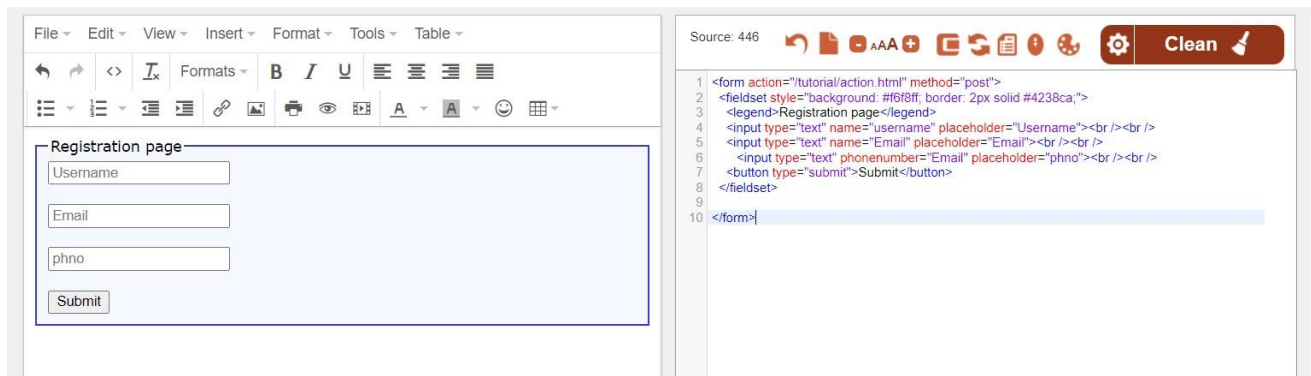 File Edit View Insert Format Tools Table
Formats B I U
A A
Registration page
Username
Email
phno
Submit
Source: 446 AAA Clean
1 <form action="/tutorial/action.html" method="post">
2 <fieldset style="background: #f6f8ff; border: 2px solid #4238ca;">
3 <legend>Registration page</legend>
4 <input type="text" name="username" placeholder="Username"><br /><br />
5 <input type="text" name="Email" placeholder="Email"><br /><br />
6 <input type="text" phonenumber="Email" placeholder="phno"><br /><br />
7 <button type="submit">Submit</button>
8 </fieldset>
9
10 </form>